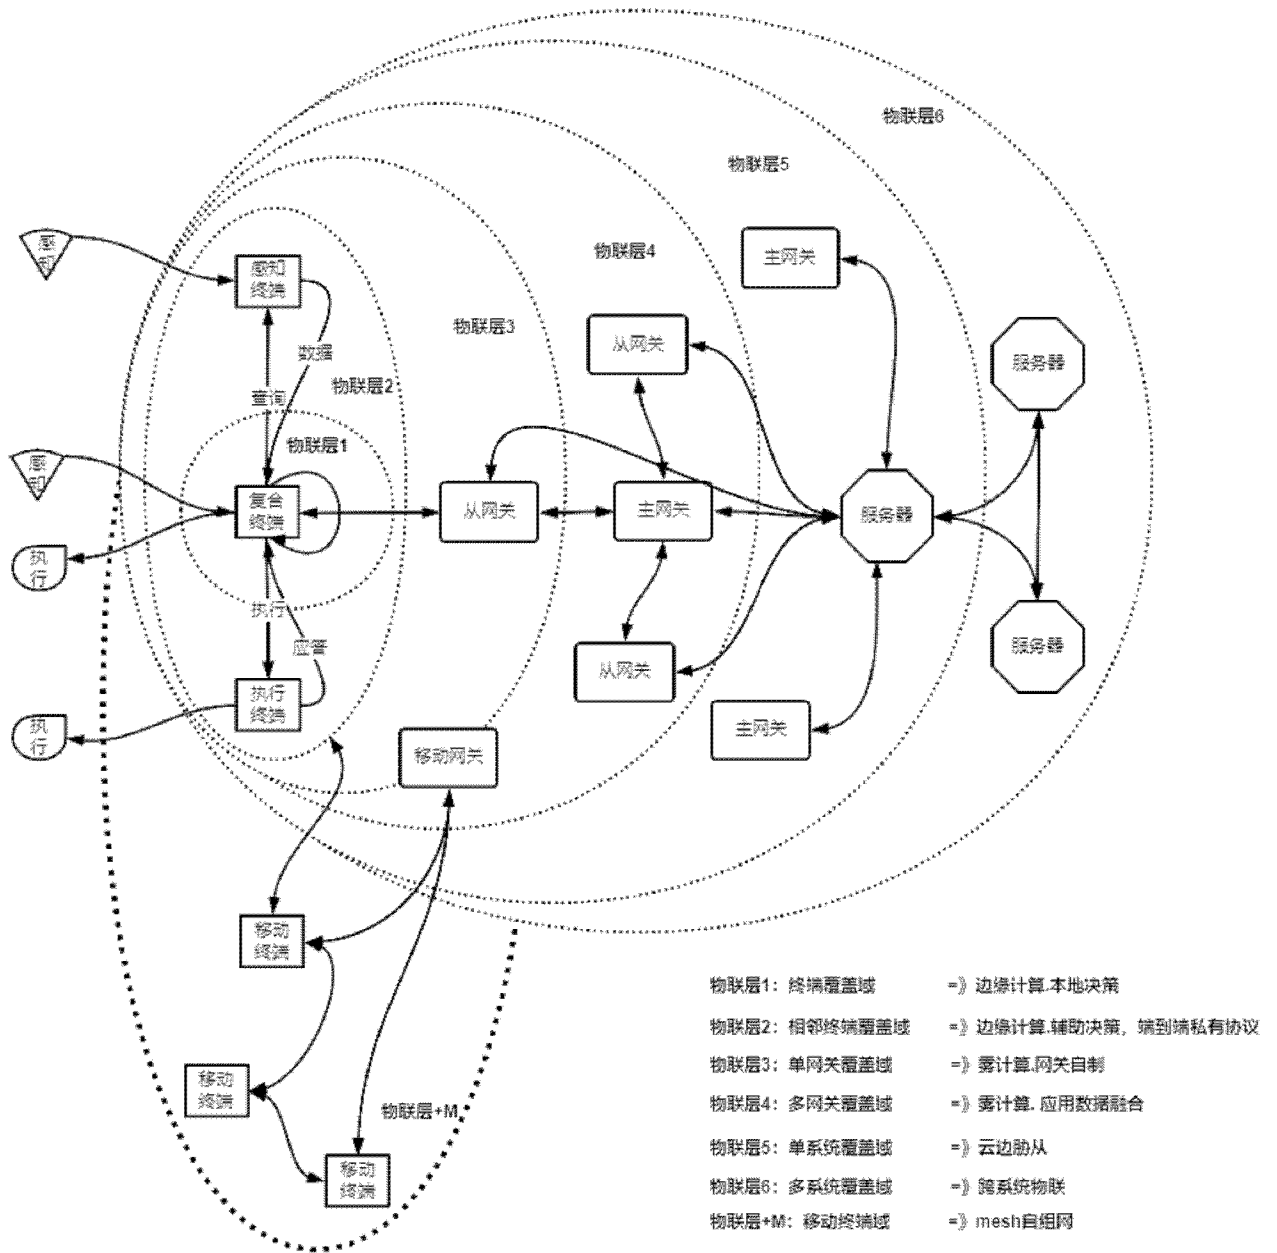 物联层6
物联层5
主网关
物联层4
感
知
感知
终端
物联层3
从网关
数据
服务器
物联层2
查询
物联层1
感
知
复合
终端
从网关
主网关
服务器
执
行
执行
应答
服务器
从网关
执行
终端
执
行
主网关
移动网关
移动
终端
移动
终端
物联层+M
移动
终端
物联层1：终端覆盖域 =》边缘计算.本地决策
物联层2：相邻终端覆盖域 =》边缘计算.辅助决策，端到端私有协议
物联层3：单网关覆盖域 =》雾计算.网关自制
物联层4：多网关覆盖域 =》雾计算. 应用数据融合
物联层5：单系统覆盖域 =》云边胁从
物联层6：多系统覆盖域 =》跨系统物联
物联层+M：移动终端域 =》mesh自组网